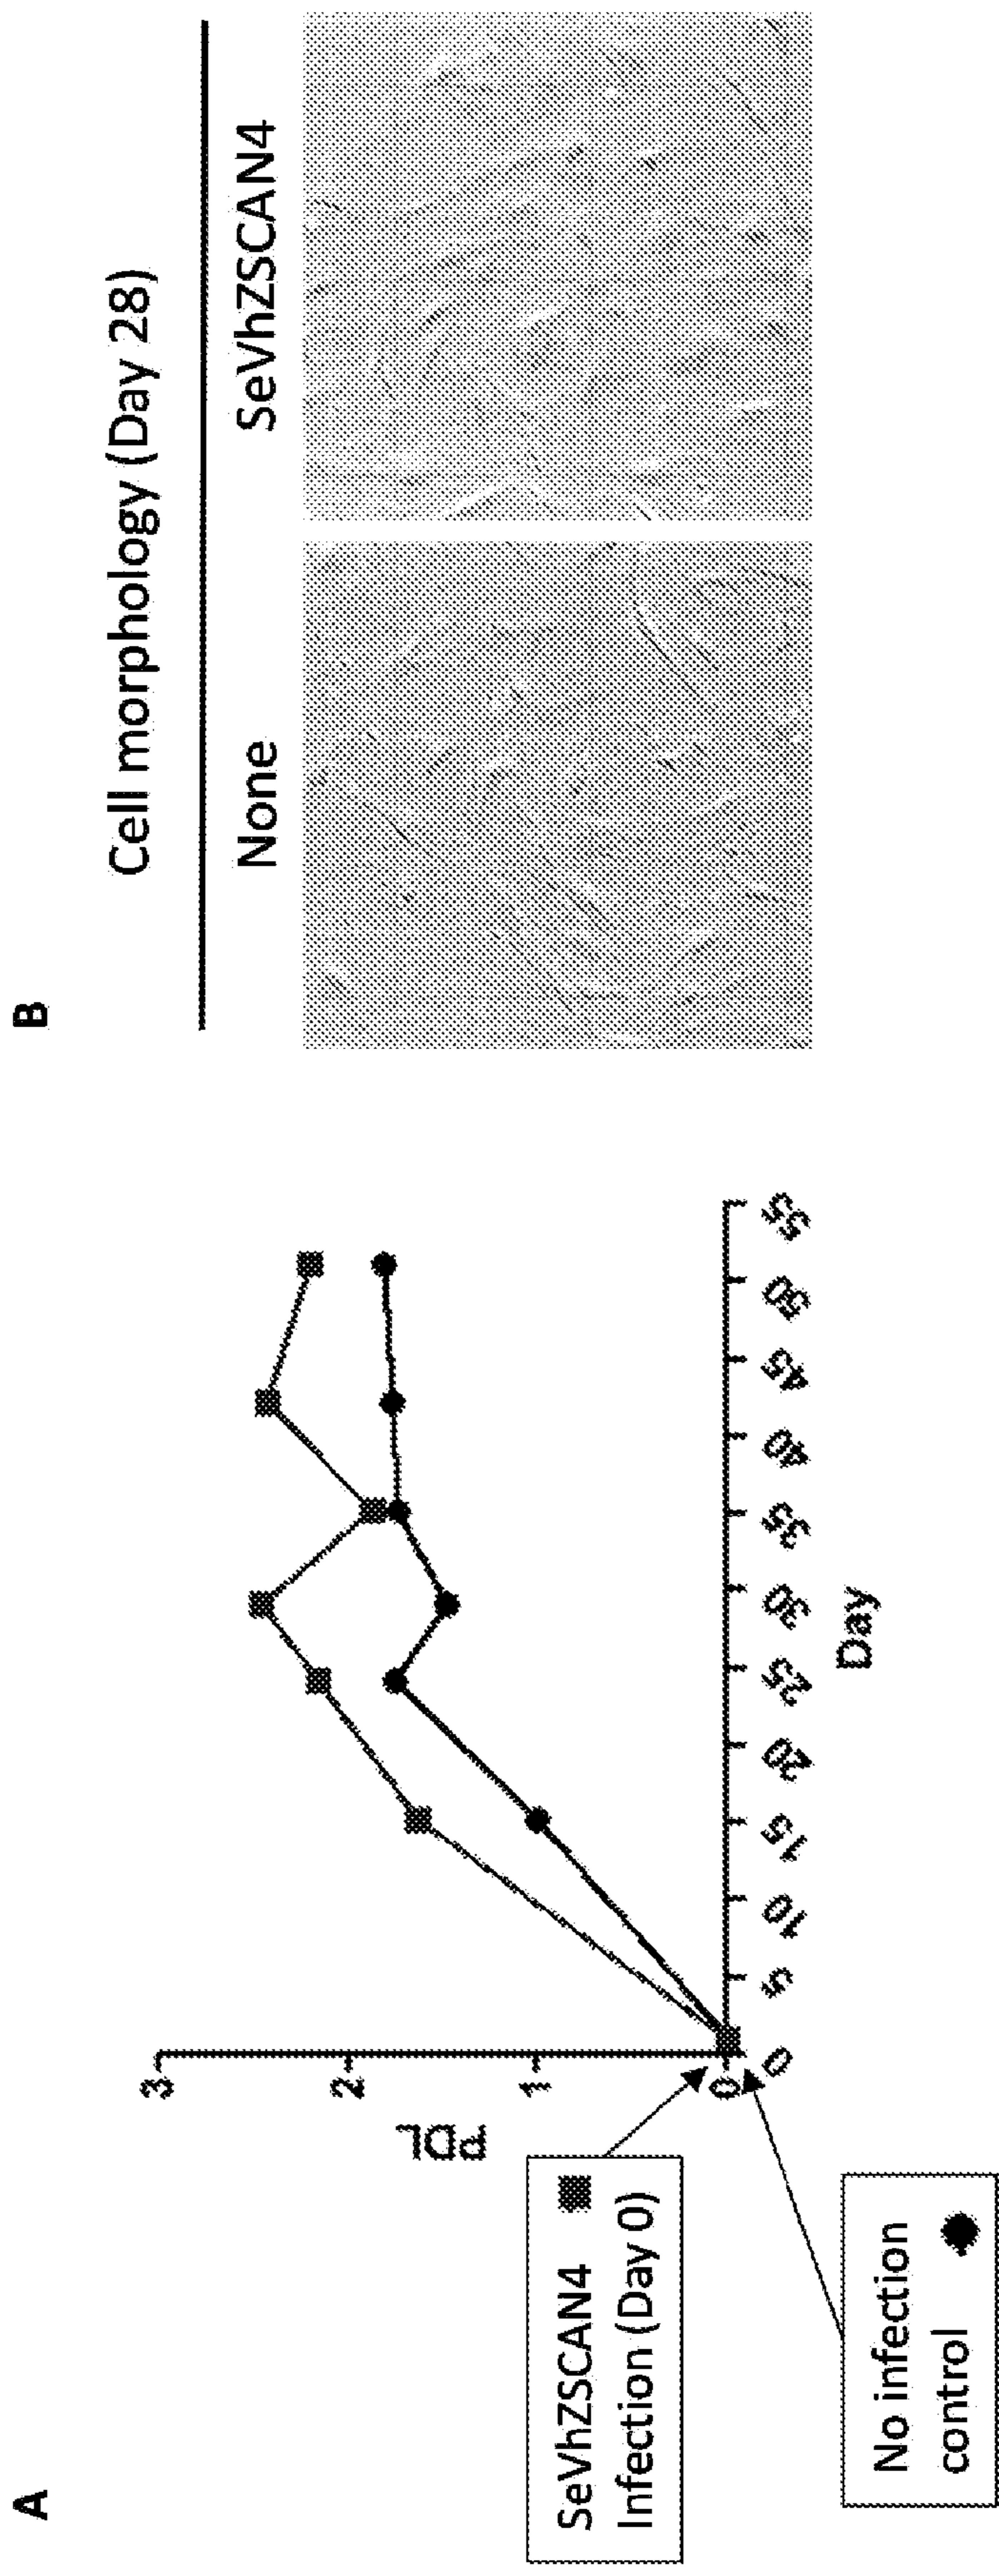 A
3
2
1
0
PDL
0
5
10
15
20
25
30
35
40
45
50
55
Day
SeVhZSCAN4
Infection (Day 0)
No infection
control
B
Cell morphology (Day 28)
None
SeVhZSCAN4